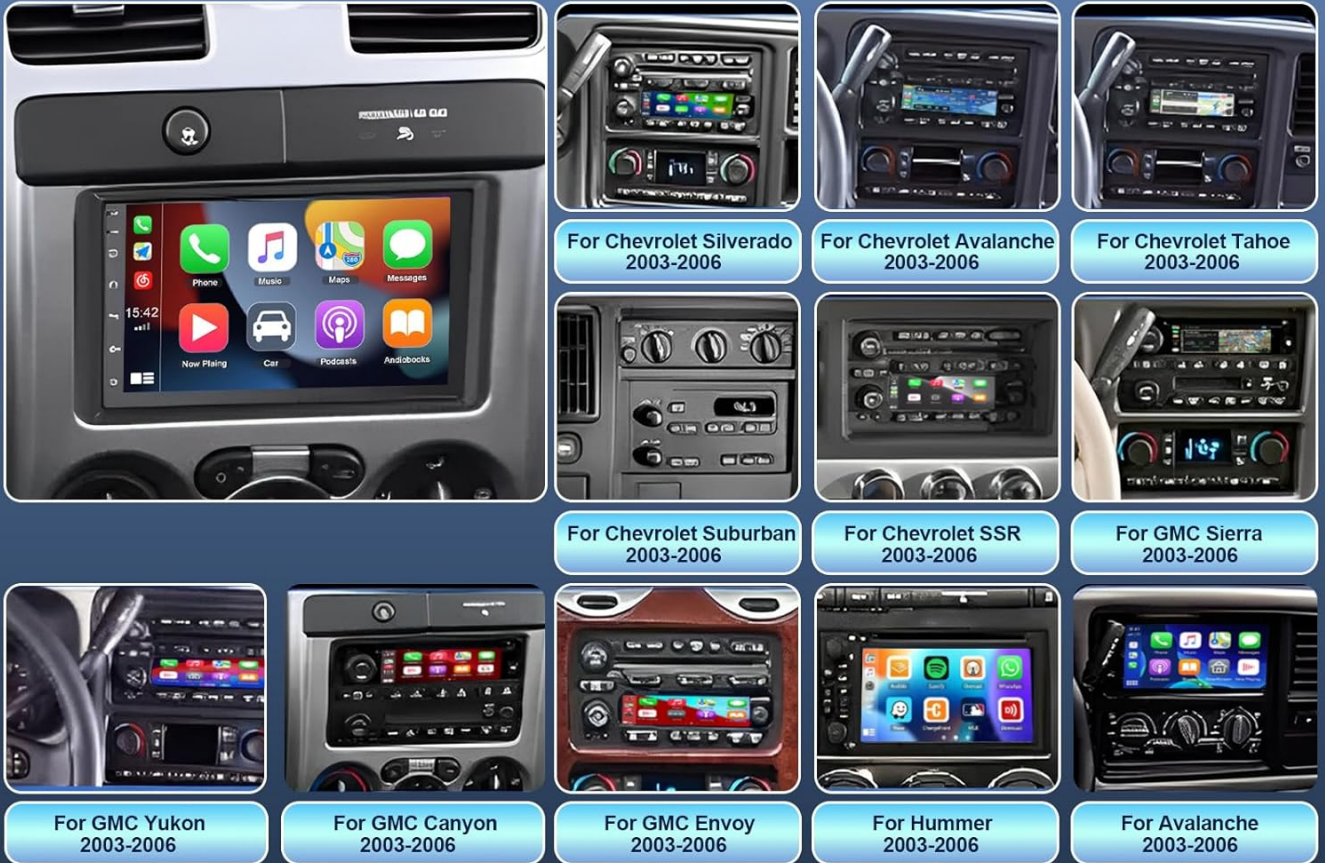 Phone
Music
Maps
Messages
15:42
Now Plaing
Car
Podcasts
Andiobocks
For Chevrolet Silverado
2003-2006
For Chevrolet Avalanche
2003-2006
For Chevrolet Tahoe
2003-2006
For Chevrolet Suburban
2003-2006
For Chevrolet SSR
2003-2006
For GMC Sierra
2003-2006
For GMC Yukon
2003-2006
For GMC Canyon
2003-2006
For GMC Envoy
2003-2006
Spotify
WhatsApp
For Hummer
2003-2006
For Avalanche
2003-2006